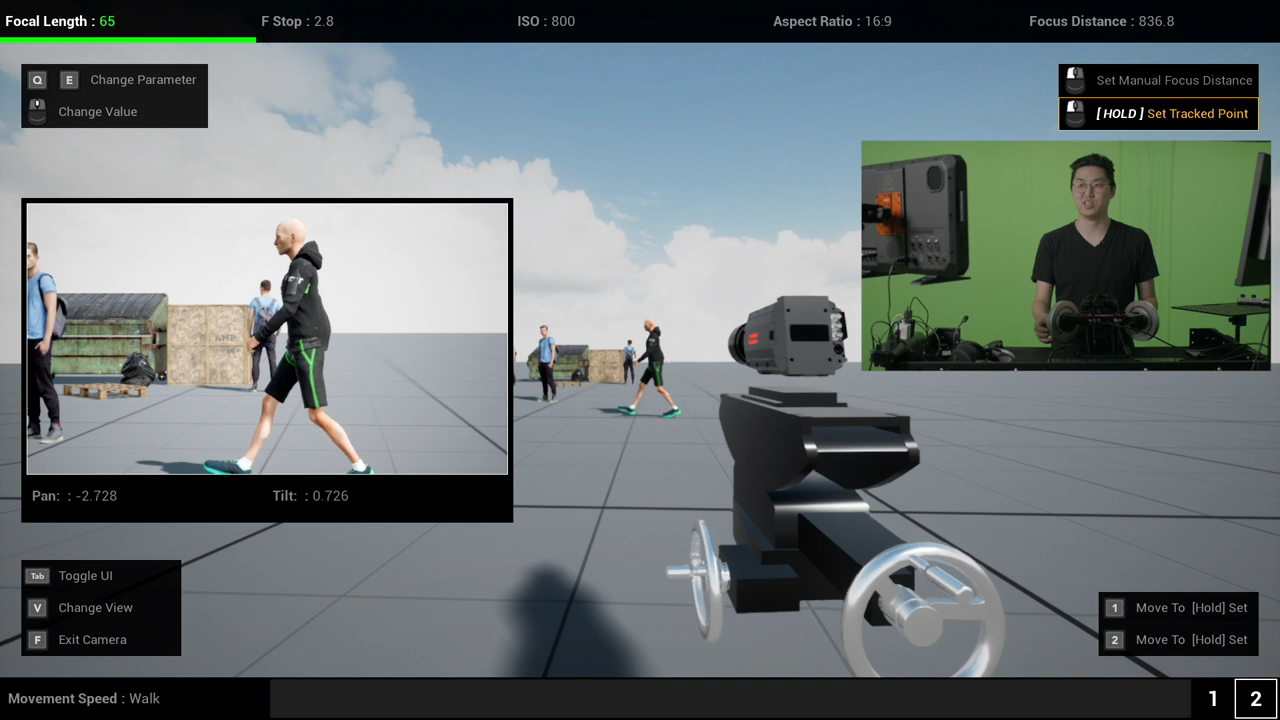 Focal Length : 65
F Stop : 2.8
ISO : 800
Aspect Ratio : 16:9
Focus Distance : 836.8
Q E Change Parameter
Change Value
Set Manual Focus Distance
[ HOLD ] Set Tracked Point
Pan: : -2.728
Tilt: : 0.726
Tab Toggle UI
V Change View
F Exit Camera
1 Move To [Hold] Set
2 Move To [Hold] Set
Movement Speed : Walk
1 2